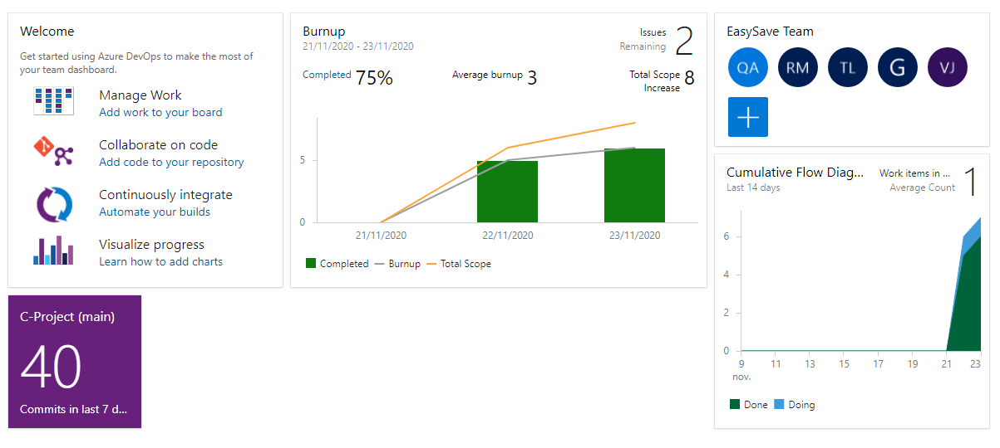 Welcome
Get started using Azure DevOps to make the most of
your team dashboard.
Manage Work
Add work to your board
Collaborate on code
Add code to your repository
Continuously integrate
Automate your builds
Visualize progress
Learn how to add charts
Burnup
21/11/2020 - 23/11/2020
Issues
Remaining
2
Completed 75%
Average burnup 3
Total Scope
Increase
8
5
0
21/11/2020 22/11/2020 23/11/2020
Completed Burnup Total Scope
EasySave Team
QA RM TL G VJ
Cumulative Flow Diag...
Last 14 days
Work items in ...
Average Count
1
6
4
2
0
9 11 13 15 17 19 21 23
nov.
Done Doing
C-Project (main)
40
Commits in last 7 d...